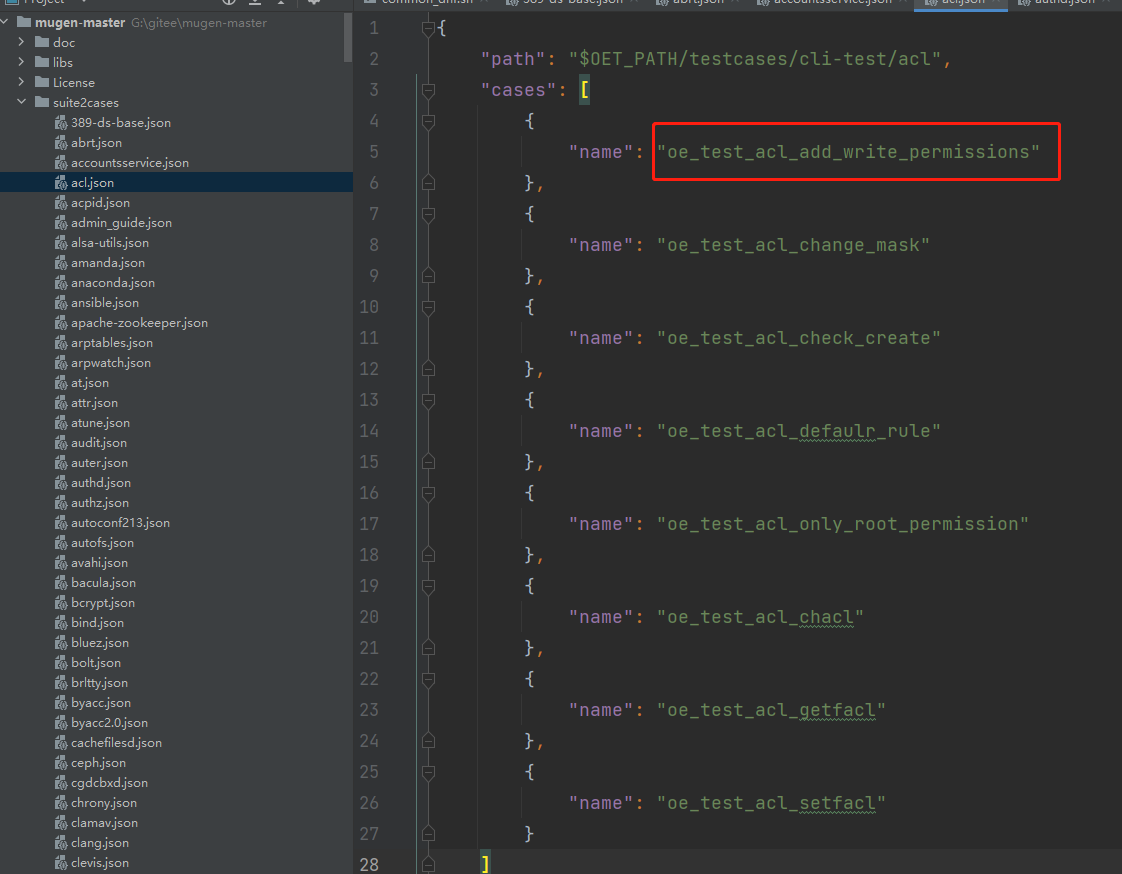 Project
common_dnf.sh
389-ds-base.json
abrt.json
accountsservice.json
acl.json
authd.json
mugen-master G:\gitee\mugen-master
doc
libs
License
suite2cases
389-ds-base.json
abrt.json
accountsservice.json
acl.json
acpid.json
admin_guide.json
alsa-utils.json
amanda.json
anaconda.json
ansible.json
apache-zookeeper.json
arptables.json
arpwatch.json
at.json
attr.json
atune.json
audit.json
auter.json
authd.json
authz.json
autoconf213.json
autofs.json
avahi.json
bacula.json
bcrypt.json
bind.json
bluez.json
bolt.json
brltty.json
byacc.json
byacc2.0.json
cachefilesd.json
ceph.json
cgdcbxd.json
chrony.json
clamav.json
clang.json
clevis.json
1 {
2 "path": "$OET_PATH/testcases/cli-test/acl",
3 "cases": [
4 {
5 "name": "oe_test_acl_add_write_permissions"
6 },
7 {
8 "name": "oe_test_acl_change_mask"
9 },
10 {
11 "name": "oe_test_acl_check_create"
12 },
13 {
14 "name": "oe_test_acl_defaulr_rule"
15 },
16 {
17 "name": "oe_test_acl_only_root_permission"
18 },
19 {
20 "name": "oe_test_acl_chacl"
21 },
22 {
23 "name": "oe_test_acl_getfacl"
24 },
25 {
26 "name": "oe_test_acl_setfacl"
27 }
28 ]